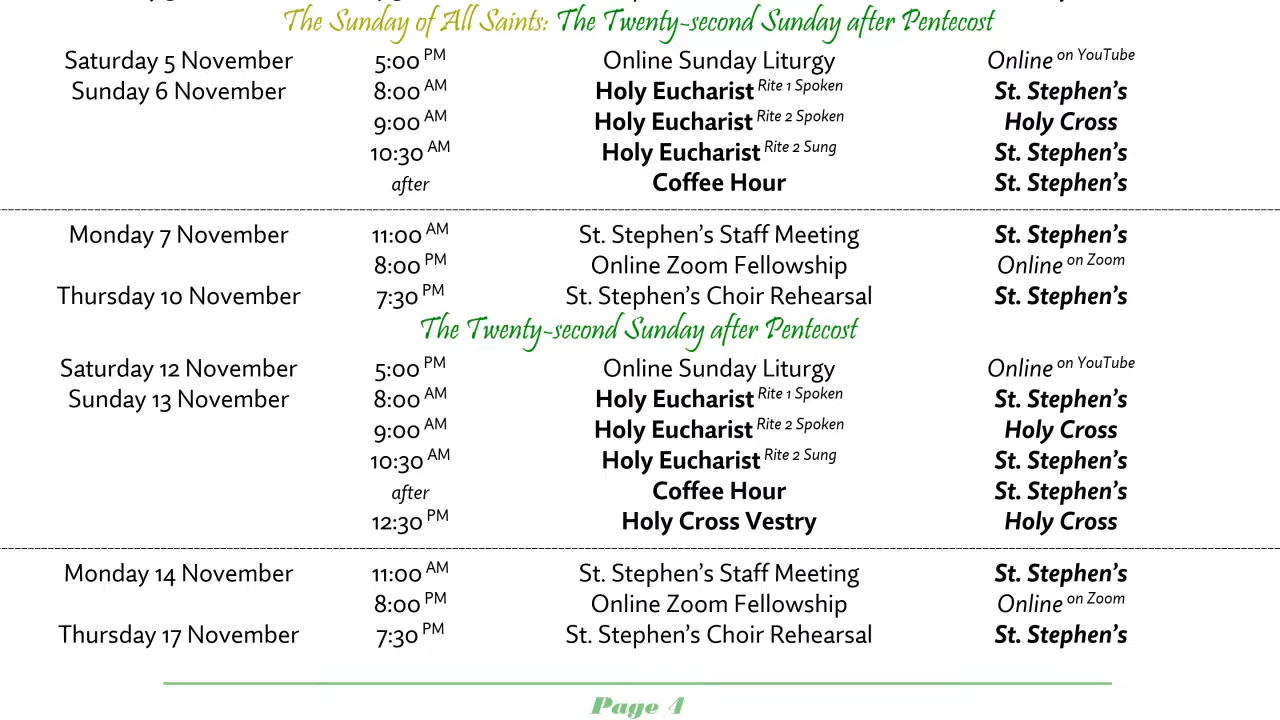 The Sunday of All Saints: The Twenty-second Sunday after Pentecost
Saturday 5 November 5:00 PM Online Sunday Liturgy Online on YouTube
Sunday 6 November 8:00 AM Holy Eucharist Rite 1 Spoken St. Stephen's
9:00 AM Holy Eucharist Rite 2 Spoken Holy Cross
10:30 AM Holy Eucharist Rite 2 Sung St. Stephen's
after Coffee Hour St. Stephen's
Monday 7 November 11:00 AM St. Stephen's Staff Meeting St. Stephen's
8:00 PM Online Zoom Fellowship Online on Zoom
Thursday 10 November 7:30 PM St. Stephen's Choir Rehearsal St. Stephen's
The Twenty-second Sunday after Pentecost
Saturday 12 November 5:00 PM Online Sunday Liturgy Online on YouTube
Sunday 13 November 8:00 AM Holy Eucharist Rite 1 Spoken St. Stephen's
9:00 AM Holy Eucharist Rite 2 Spoken Holy Cross
10:30 AM Holy Eucharist Rite 2 Sung St. Stephen's
after Coffee Hour St. Stephen's
12:30 PM Holy Cross Vestry Holy Cross
Monday 14 November 11:00 AM St. Stephen's Staff Meeting St. Stephen's
8:00 PM Online Zoom Fellowship Online on Zoom
Thursday 17 November 7:30 PM St. Stephen's Choir Rehearsal St. Stephen's
Page 4